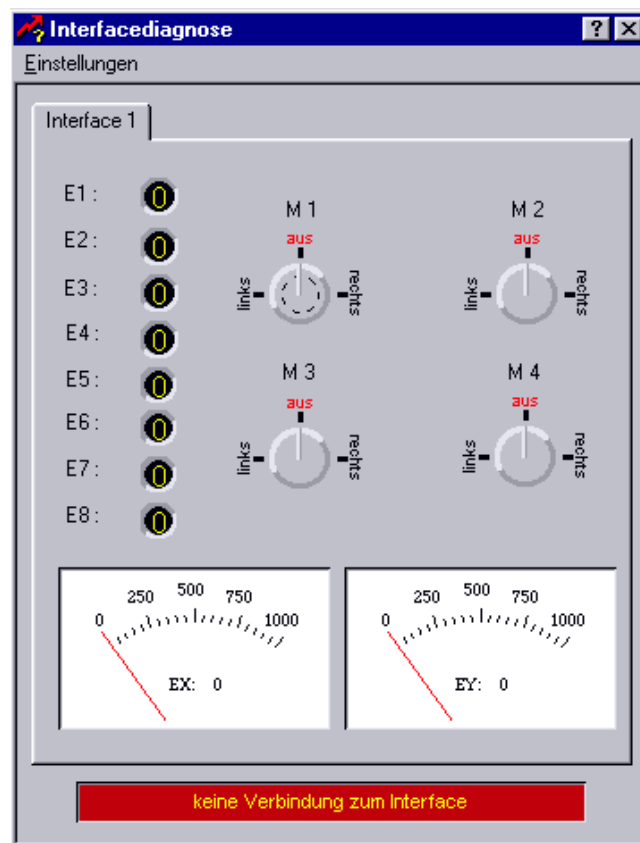 Interfacediagnose
Einstellungen
Interface 1
E1: 0
E2: 0
E3: 0
E4: 0
E5: 0
E6: 0
E7: 0
E8: 0
M 1
aus
links
rechts
M 2
aus
links
rechts
M 3
aus
links
rechts
M 4
aus
links
rechts
0 250 500 750 1000
EX: 0
0 250 500 750 1000
EY: 0
keine Verbindung zum Interface